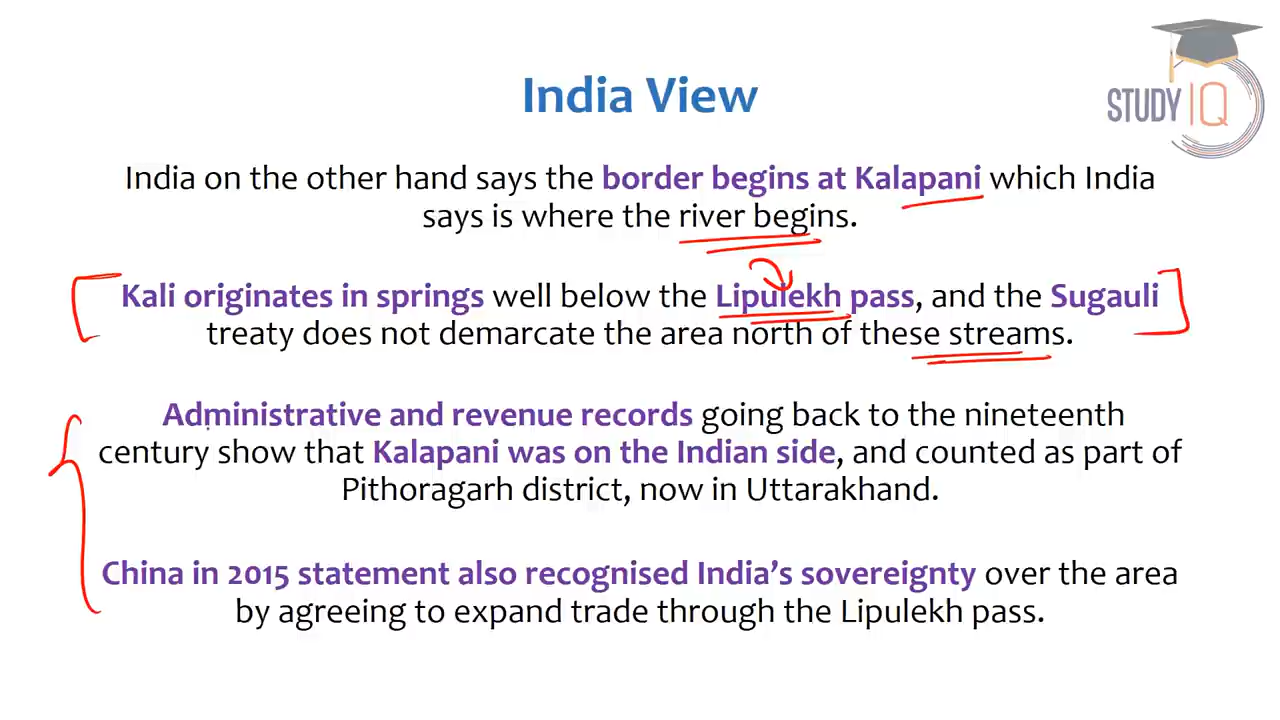 STUDY IQ
India View
India on the other hand says the border begins at Kalapani which India
says is where the river begins.
Kali originates in springs well below the Lipulekh pass, and the Sugauli
treaty does not demarcate the area north of these streams.
Administrative and revenue records going back to the nineteenth
century show that Kalapani was on the Indian side, and counted as part of
Pithoragarh district, now in Uttarakhand.
China in 2015 statement also recognised India’s sovereignty over the area
by agreeing to expand trade through the Lipulekh pass.